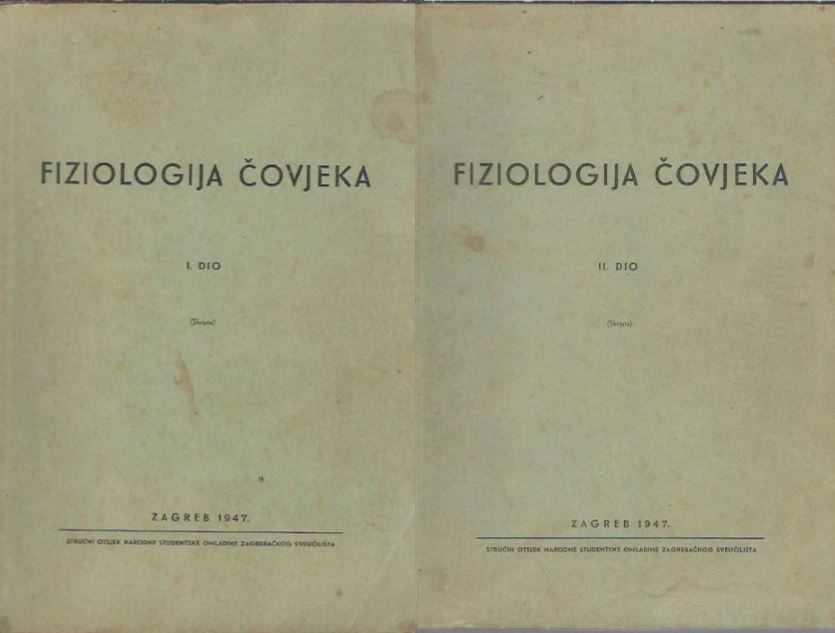 FIZIOLOGIJA ČOVJEKA
I. DIO
(Skripta)
ZAGREB 1947.
STRUČNI OTSJEK NARODNE STUDENTSKE OMLADINE ZAGREBAČKOG SVEUČILIŠTA
FIZIOLOGIJA ČOVJEKA
II. DIO
(Skripta)
ZAGREB 1947.
STRUČNI OTSJEK NARODNE STUDENTSKE OMLADINE ZAGREBAČKOG SVEUČILIŠTA